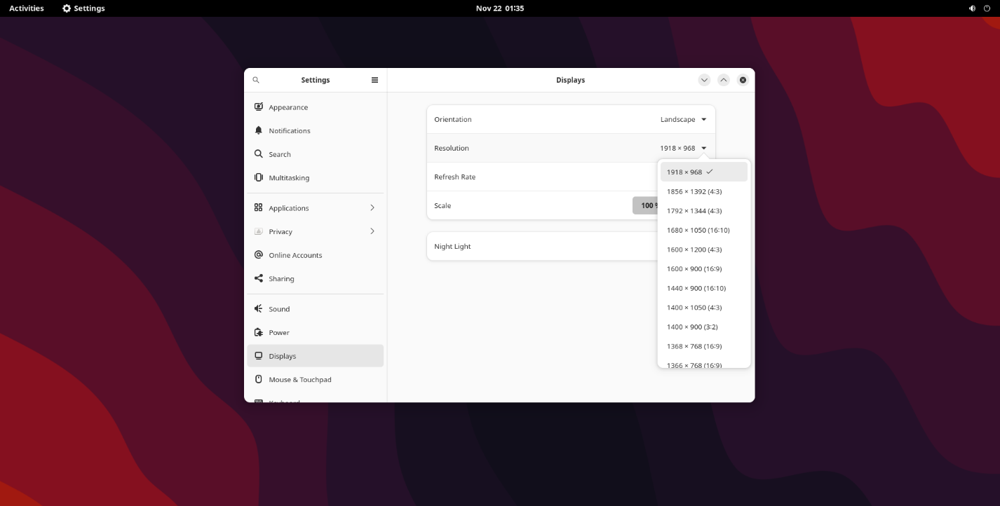 Activities
Settings
Nov 22 01:35
Settings
Displays
Appearance
Notifications
Search
Multitasking
Applications
Privacy
Online Accounts
Sharing
Sound
Power
Displays
Mouse & Touchpad
Keyboard
Orientation
Landscape
Resolution
1918 × 968
Refresh Rate
Scale
100 %
Night Light
1918 × 968
1856 × 1392 (4:3)
1792 × 1344 (4:3)
1680 × 1050 (16:10)
1600 × 1200 (4:3)
1600 × 900 (16:9)
1440 × 900 (16:10)
1400 × 1050 (4:3)
1400 × 900 (3:2)
1368 × 768 (16:9)
1366 × 768 (16:9)